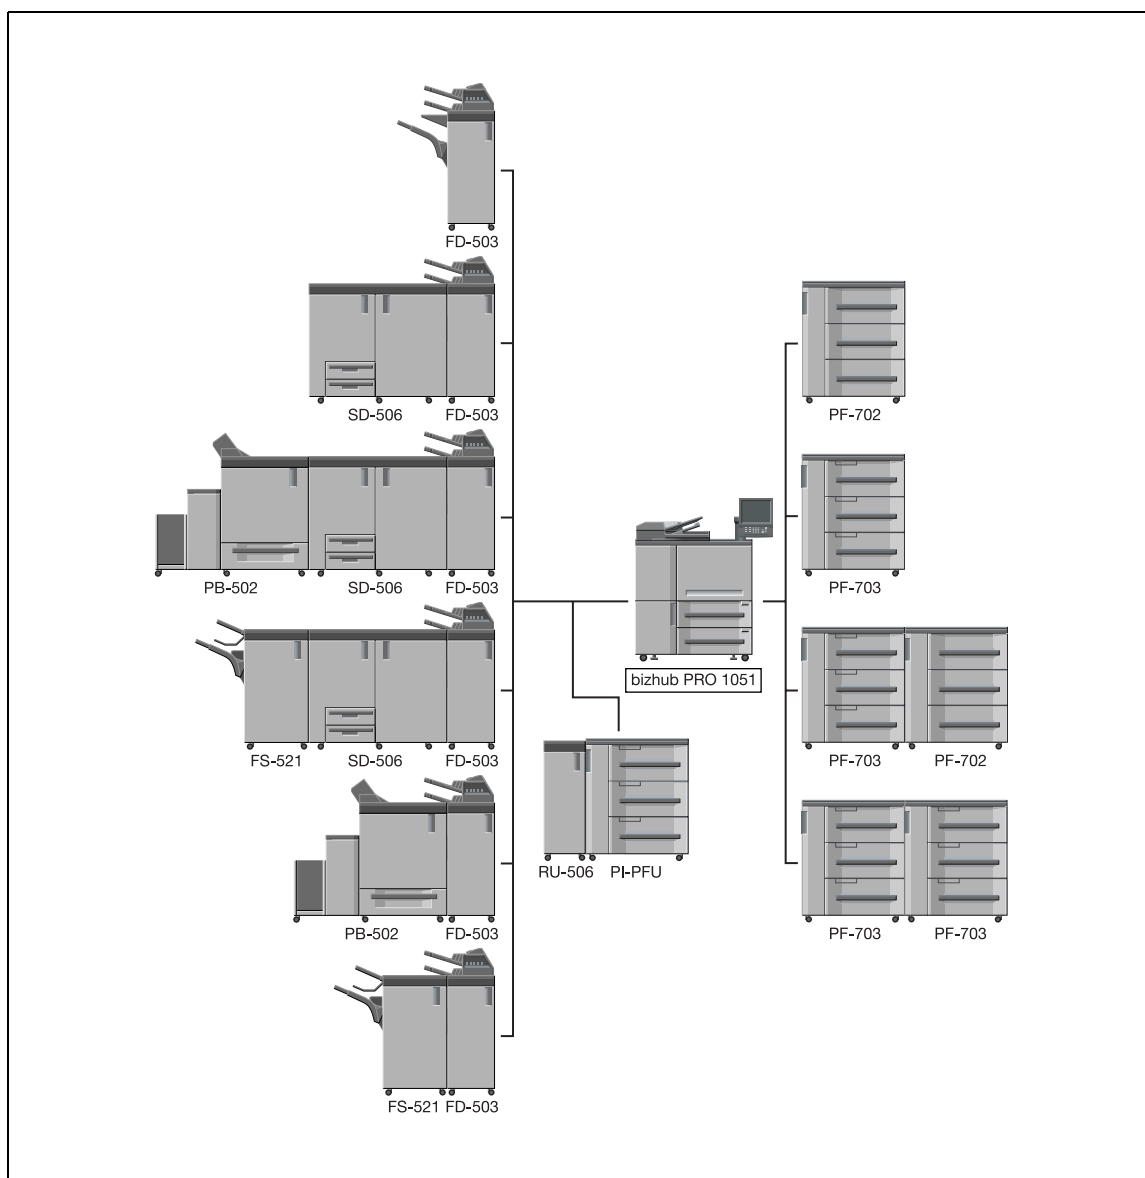 FD-503
SD-506 FD-503
PF-702
PB-502 SD-506 FD-503
PF-703
bizhub PRO 1051
FS-521 SD-506 FD-503
PF-703 PF-702
RU-506 PI-PFU
PB-502 FD-503
PF-703 PF-703
FS-521 FD-503